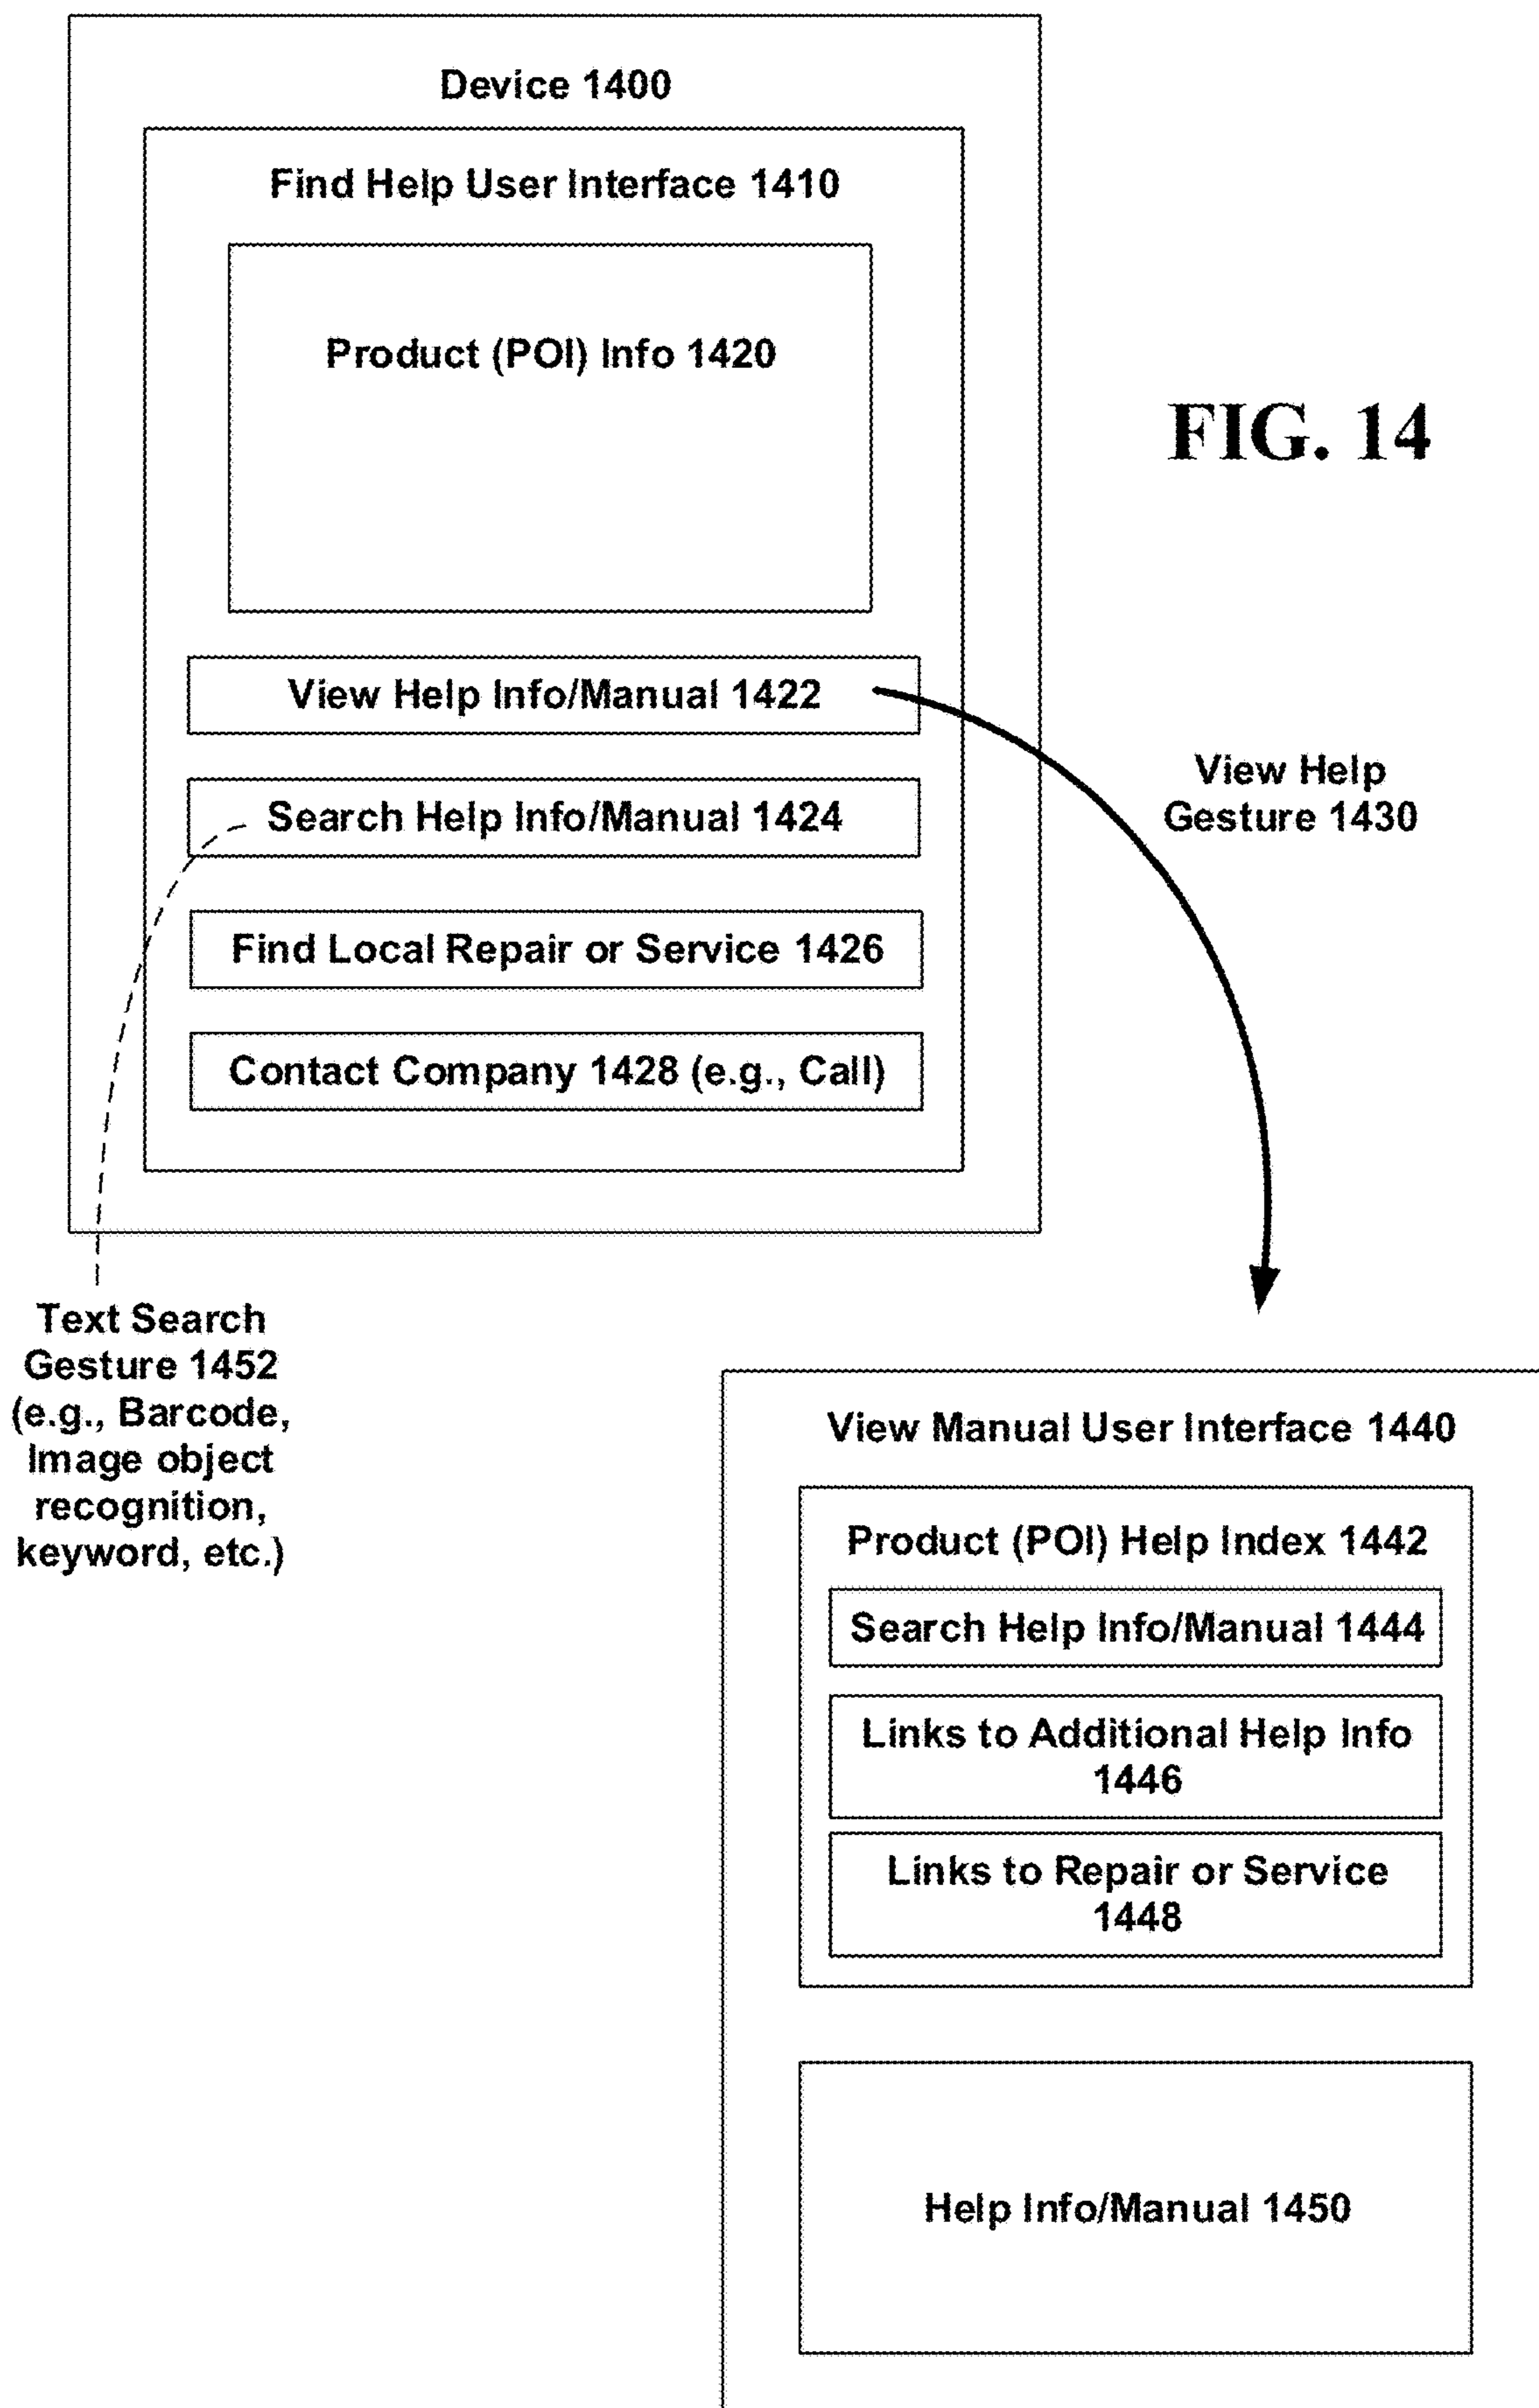 Device 1400
Find Help User Interface 1410
Product (POI) Info 1420
FIG. 14
View Help Info/Manual 1422
View Help
Gesture 1430
Search Help Info/Manual 1424
Find Local Repair or Service 1426
Contact Company 1428 (e.g., Call)
Text Search
Gesture 1452
(e.g., Barcode,
Image object
recognition,
keyword, etc.)
View Manual User Interface 1440
Product (POI) Help Index 1442
Search Help Info/Manual 1444
Links to Additional Help Info
1446
Links to Repair or Service
1448
Help Info/Manual 1450